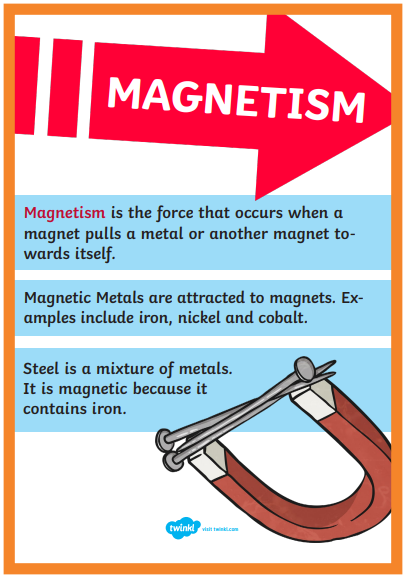 MAGNETISM
Magnetism is the force that occurs when a
magnet pulls a metal or another magnet to-
wards itself.
Magnetic Metals are attracted to magnets. Ex-
amples include iron, nickel and cobalt.
Steel is a mixture of metals.
It is magnetic because it
contains iron.
twinkl visit twinkl.com